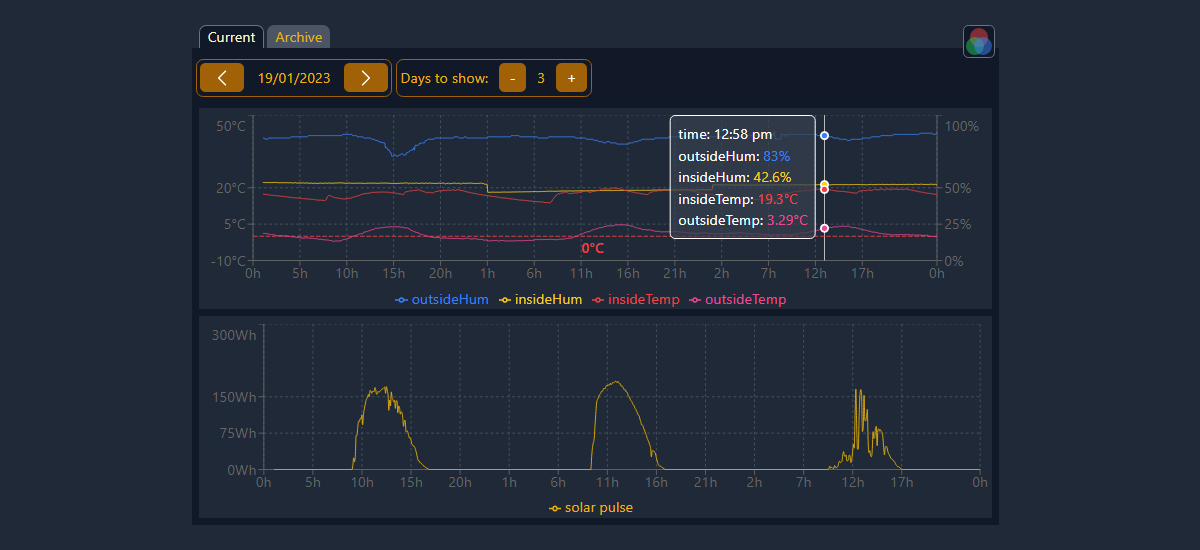 Current Archive
19/01/2023 Days to show: - 3 +
50°C 100%
time: 12:58 pm
outsideHum: 83%
insideHum: 42.6%
20°C 50%
insideTemp: 19.3°C
5°C outsideTemp: 3.29°C 25%
0°C
-10°C 0%
0h 5h 10h 15h 20h 1h 6h 11h 16h 21h 2h 7h 12h 17h 0h
outsideHum insideHum insideTemp outsideTemp
300Wh
150Wh
75Wh
0Wh
0h 5h 10h 15h 20h 1h 6h 11h 16h 21h 2h 7h 12h 17h 0h
solar pulse